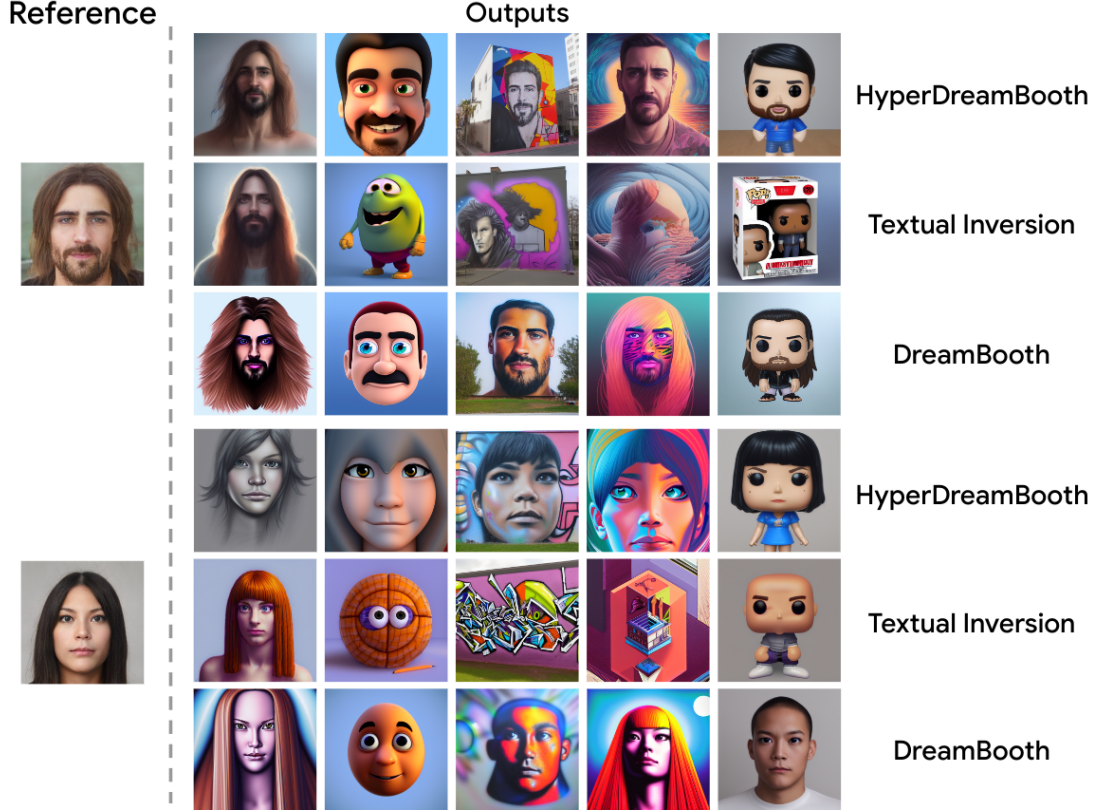 Reference
Outputs
HyperDreamBooth
Textual Inversion
DreamBooth
HyperDreamBooth
Textual Inversion
DreamBooth